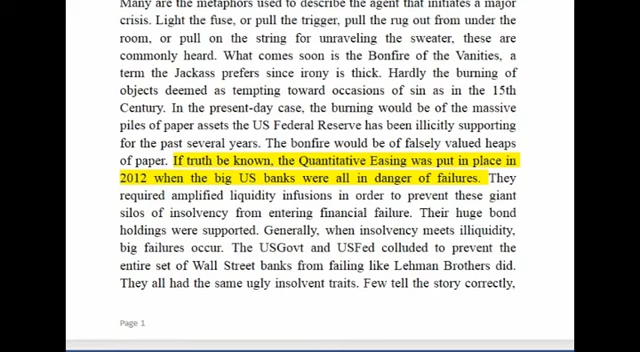 Many are the metaphors used to describe the agent that initiates a major
crisis. Light the fuse, or pull the trigger, pull the rug out from under the
room, or pull on the string for unraveling the sweater, these are
commonly heard. What comes soon is the Bonfire of the Vanities, a
term the Jackass prefers since irony is thick. Hardly the burning of
objects deemed as tempting toward occasions of sin as in the 15th
Century. In the present-day case, the burning would be of the massive
piles of paper assets the US Federal Reserve has been illicitly supporting
for the past several years. The bonfire would be of falsely valued heaps
of paper. If truth be known, the Quantitative Easing was put in place in
2012 when the big US banks were all in danger of failures. They
required amplified liquidity infusions in order to prevent these giant
silos of insolvency from entering financial failure. Their huge bond
holdings were supported. Generally, when insolvency meets illiquidity,
big failures occur. The USGovt and USFed colluded to prevent the
entire set of Wall Street banks from failing like Lehman Brothers did.
They all had the same ugly insolvent traits. Few tell the story correctly,
Page 1